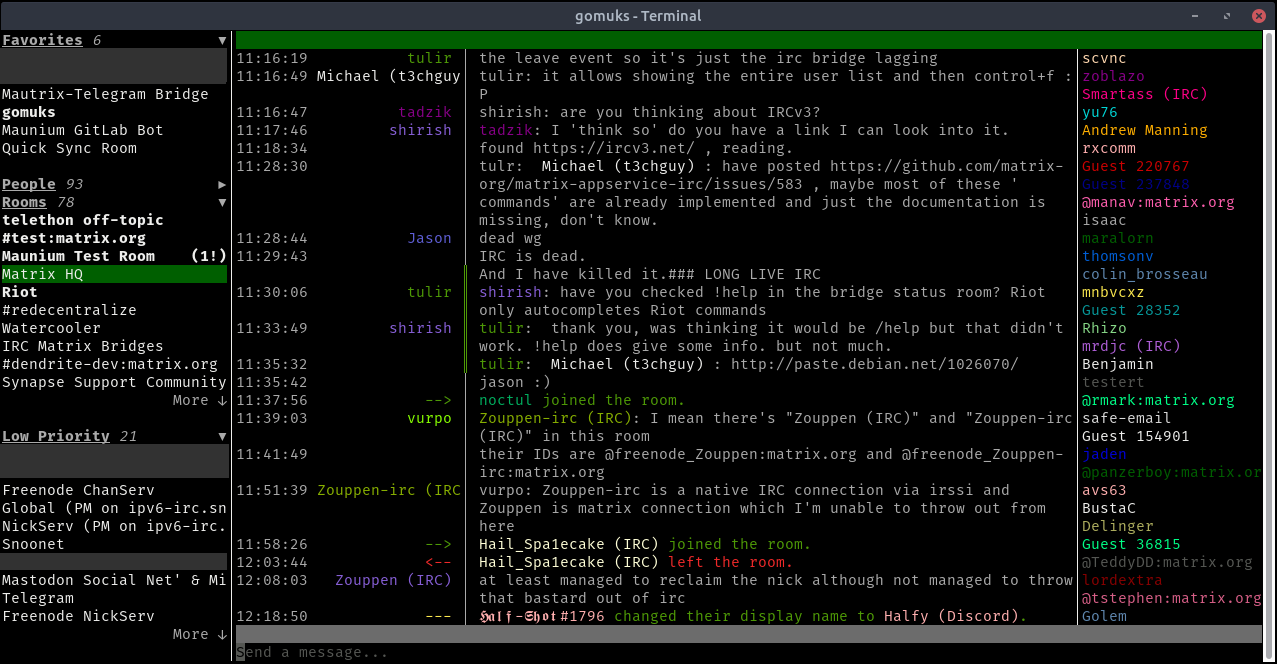 gomuks - Terminal
Favorites 6 ▼
Mautrix-Telegram Bridge
gomuks
Maunium GitLab Bot
Quick Sync Room
People 93 ▶
Rooms 78 ▼
telethon off-topic
#test:matrix.org
Maunium Test Room (1!)
Matrix HQ
Riot
#redecentralize
Watercooler
IRC Matrix Bridges
#dendrite-dev:matrix.org
Synapse Support Community
More ↓
Low Priority 21 ▼
Freenode ChanServ
Global (PM on ipv6-irc.sn
NickServ (PM on ipv6-irc.
Snoonet
Mastodon Social Net' & Mi
Telegram
Freenode NickServ
More ↓
11:16:19 tulir the leave event so it's just the irc bridge lagging
11:16:49 Michael (t3chguy tulir: it allows showing the entire user list and then control+f :
P
11:16:47 tadzik shirish: are you thinking about IRCv3?
11:17:46 shirish tadzik: I 'think so' do you have a link I can look into it.
11:18:34 found https://ircv3.net/ , reading.
11:28:30 tulr:  Michael (t3chguy) : have posted https://github.com/matrix-
org/matrix-appservice-irc/issues/583 , maybe most of these '
commands' are already implemented and just the documentation is
missing, don't know.
11:28:44 Jason dead wg
11:29:43 IRC is dead.
And I have killed it.### LONG LIVE IRC
11:30:06 tulir shirish: have you checked !help in the bridge status room? Riot
only autocompletes Riot commands
11:33:49 shirish tulir:  thank you, was thinking it would be /help but that didn't
work. !help does give some info. but not much.
11:35:32 tulir:  Michael (t3chguy) : http://paste.debian.net/1026070/
11:35:42 jason :)
11:37:56 --> noctul joined the room.
11:39:03 vurpo Zouppen-irc (IRC): I mean there's "Zouppen (IRC)" and "Zouppen-irc
(IRC)" in this room
11:41:49 their IDs are @freenode_Zouppen:matrix.org and @freenode_Zouppen-
irc:matrix.org
11:51:39 Zouppen-irc (IRC vurpo: Zouppen-irc is a native IRC connection via irssi and
Zouppen is matrix connection which I'm unable to throw out from
here
11:58:26 --> Hail_Spa1ecake (IRC) joined the room.
12:03:44 <-- Hail_Spa1ecake (IRC) left the room.
12:08:03 Zouppen (IRC) at least managed to reclaim the nick although not managed to throw
that bastard out of irc
12:18:50 --- 𝕳𝖆𝖑𝖋-𝕾𝖍𝖔𝖙#1796 changed their display name to Halfy (Discord).
Send a message...
scvnc
zoblazo
Smartass (IRC)
yu76
Andrew Manning
rxcomm
Guest 220767
Guest 237848
@manav:matrix.org
isaac
maralorn
thomsonv
colin_brosseau
mnbvcxz
Guest 28352
Rhizo
mrdjc (IRC)
Benjamin
testert
@rmark:matrix.org
safe-email
Guest 154901
jaden
@panzerboy:matrix.or
avs63
BustaC
Delinger
Guest 36815
@TeddyDD:matrix.org
lordextra
@tstephen:matrix.org
Golem